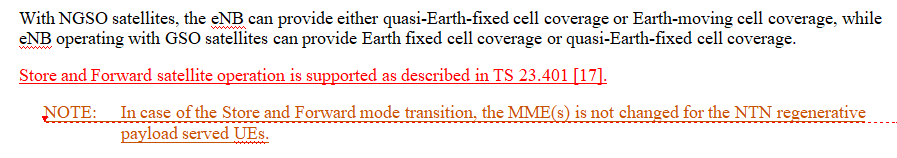 With NGSO satellites, the eNB can provide either quasi-Earth-fixed cell coverage or Earth-moving cell coverage, while
eNB operating with GSO satellites can provide Earth fixed cell coverage or quasi-Earth-fixed cell coverage.
Store and Forward satellite operation is supported as described in TS 23.401 [17].
NOTE: In case of the Store and Forward mode transition, the MME(s) is not changed for the NTN regenerative
payload served UEs.